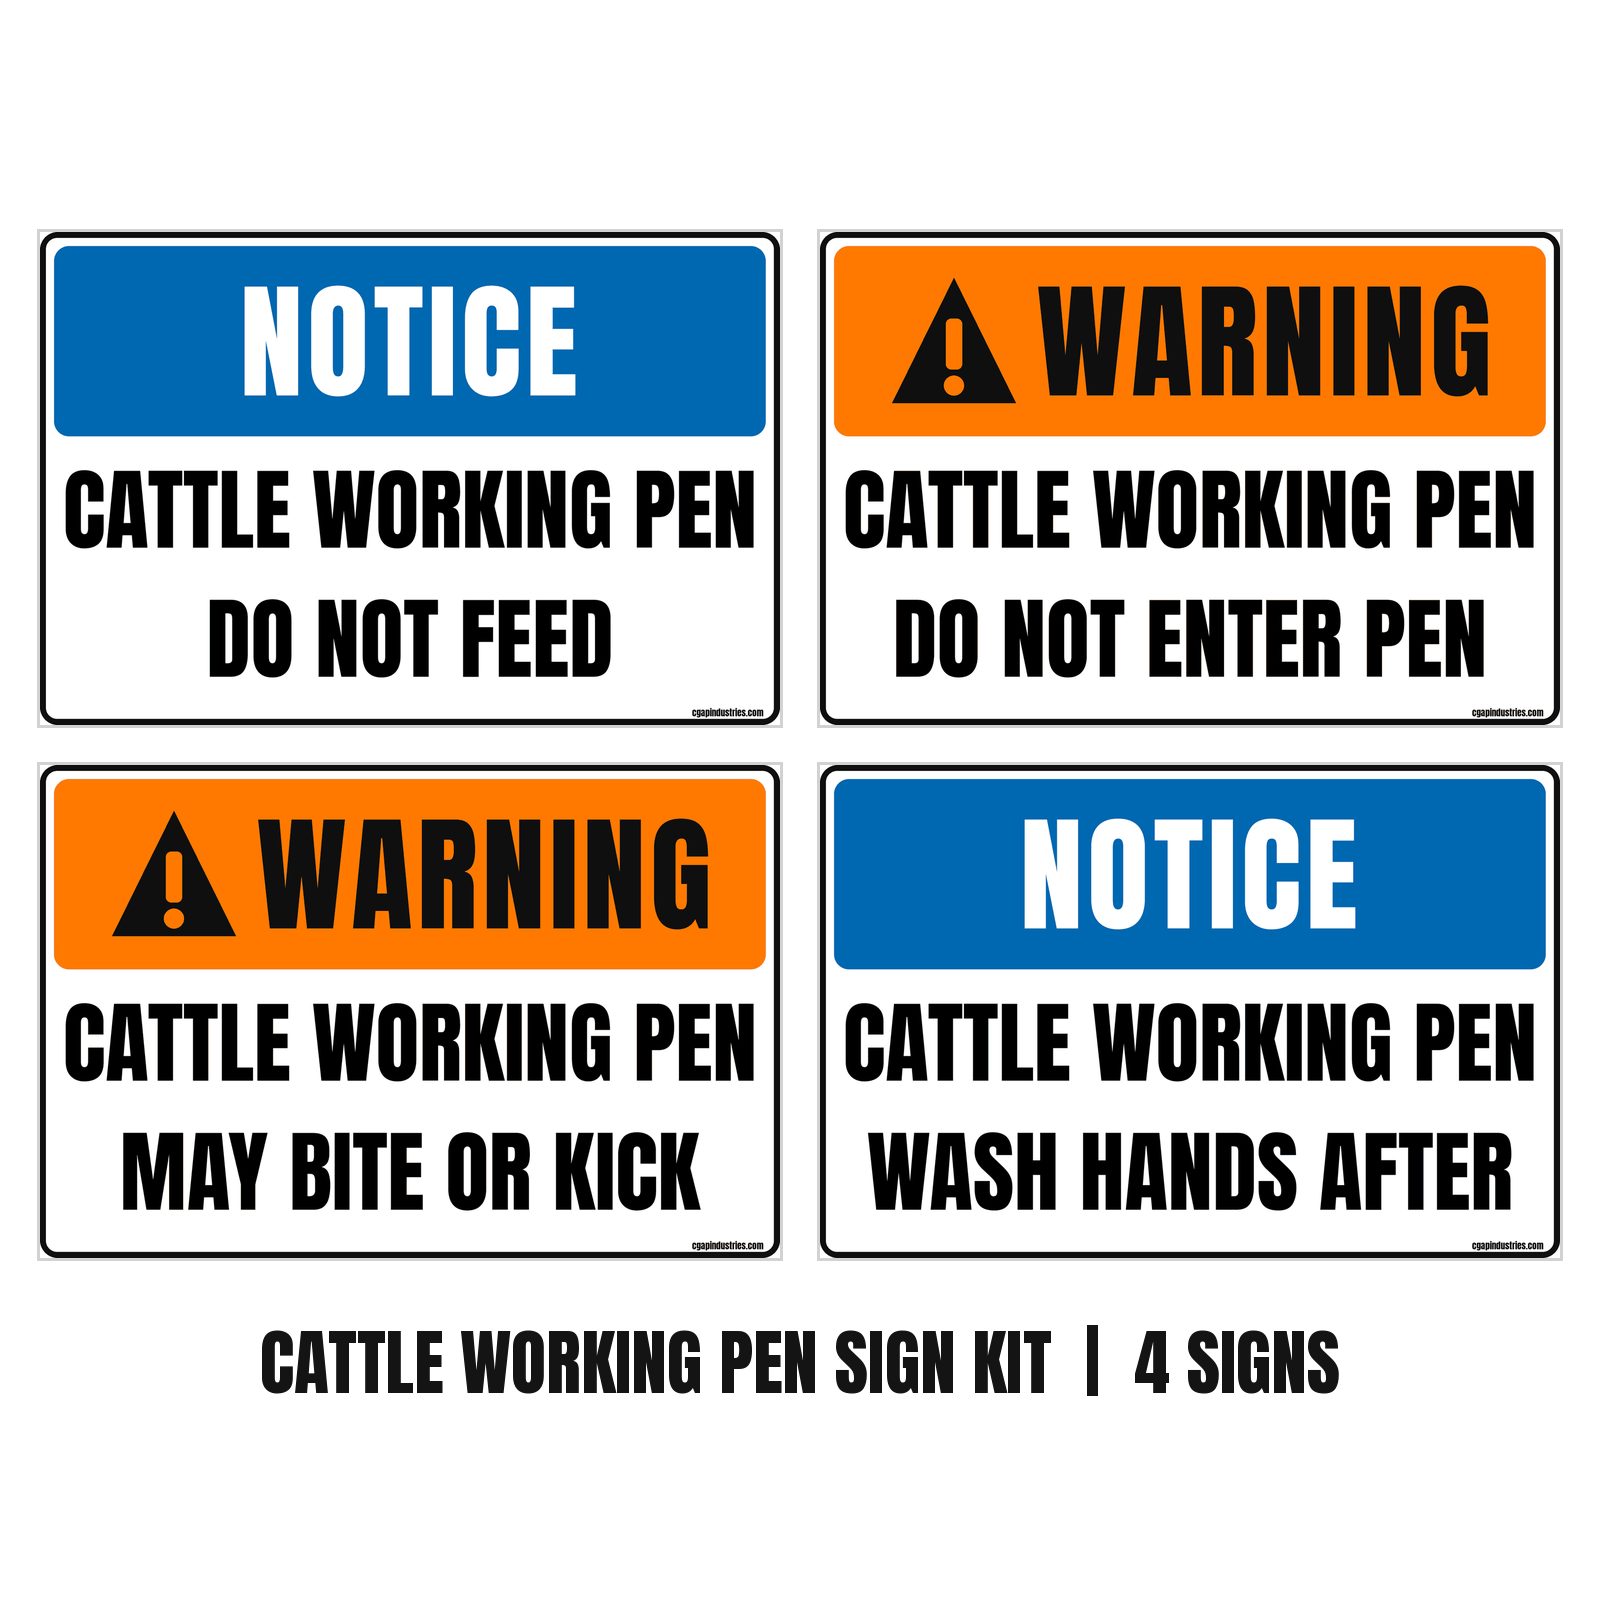 NOTICE
CATTLE WORKING PEN
DO NOT FEED
cgapindustries.com
WARNING
CATTLE WORKING PEN
DO NOT ENTER PEN
cgapindustries.com
WARNING
CATTLE WORKING PEN
MAY BITE OR KICK
cgapindustries.com
NOTICE
CATTLE WORKING PEN
WASH HANDS AFTER
cgapindustries.com
CATTLE WORKING PEN SIGN KIT | 4 SIGNS